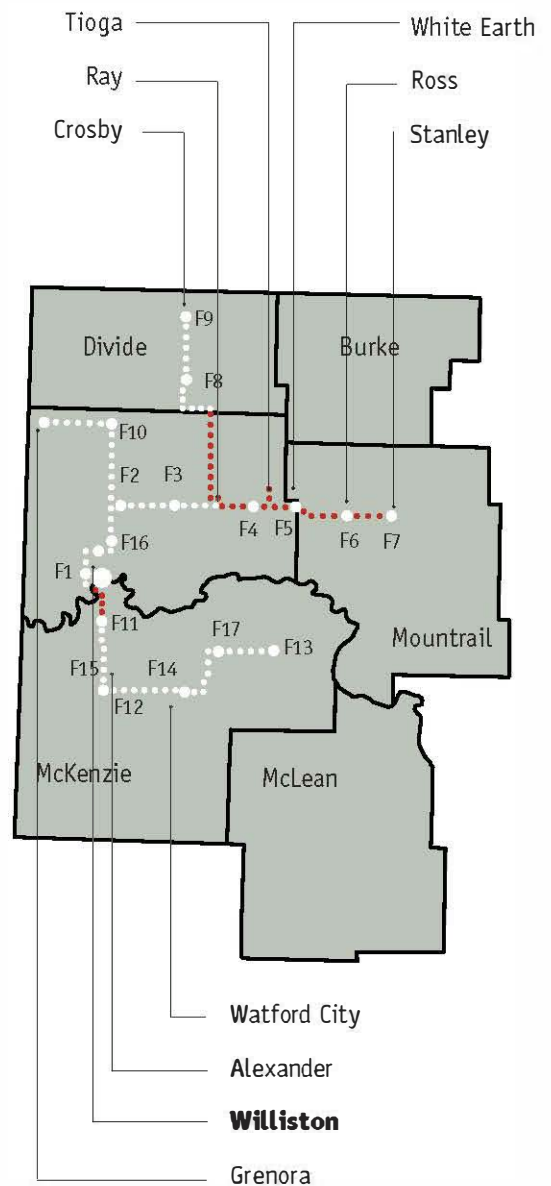 Tioga
White Earth
Ray
Ross
Crosby
Stanley
F9
Divide
Burke
F8
F10
F2
F3
F4
F5
F6
F7
F16
F1
F11
F17
F13
Mountrail
F15
F14
F12
McKenzie
McLean
Watford City
Alexander
Williston
Grenora